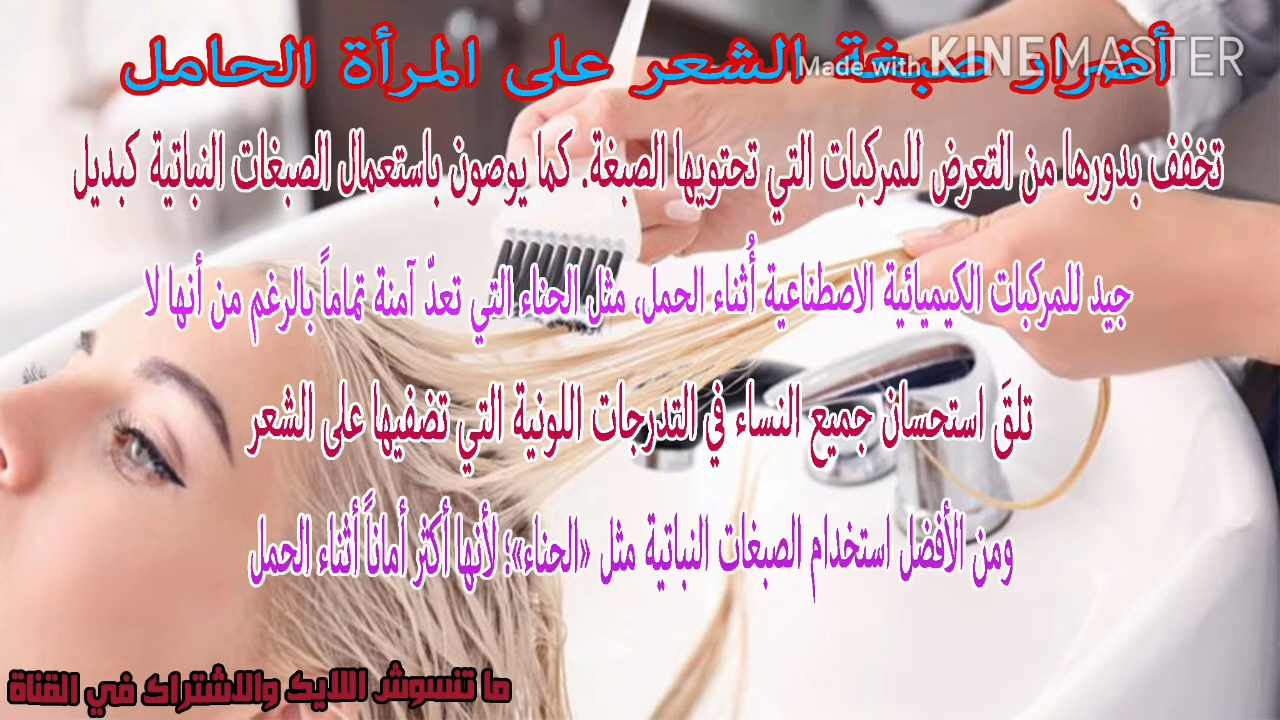 أضرار صبغة الشعر على المرأة الحامل
Made with KINEMASTER
تخفف بدورها من التعرض للمركبات التي تحتويها الصبغة. كما يوصون باستعمال الصبغات النباتية كبديل
جيد للمركبات الكيميائية الاصطناعية أُثناء الحمل، مثل الحناء التي تعدّ آمنة تماماً بالرغم من أنها لا
تلقَ استحسان جميع النساء في التدرجات اللونية التي تضفيها على الشعر
ومن الأفضل استخدام الصبغات النباتية مثل «الحناء»؛ لأنها أكثر أماناً أثناء الحمل
ما تنسوش اللايك والاشتراك في القناة